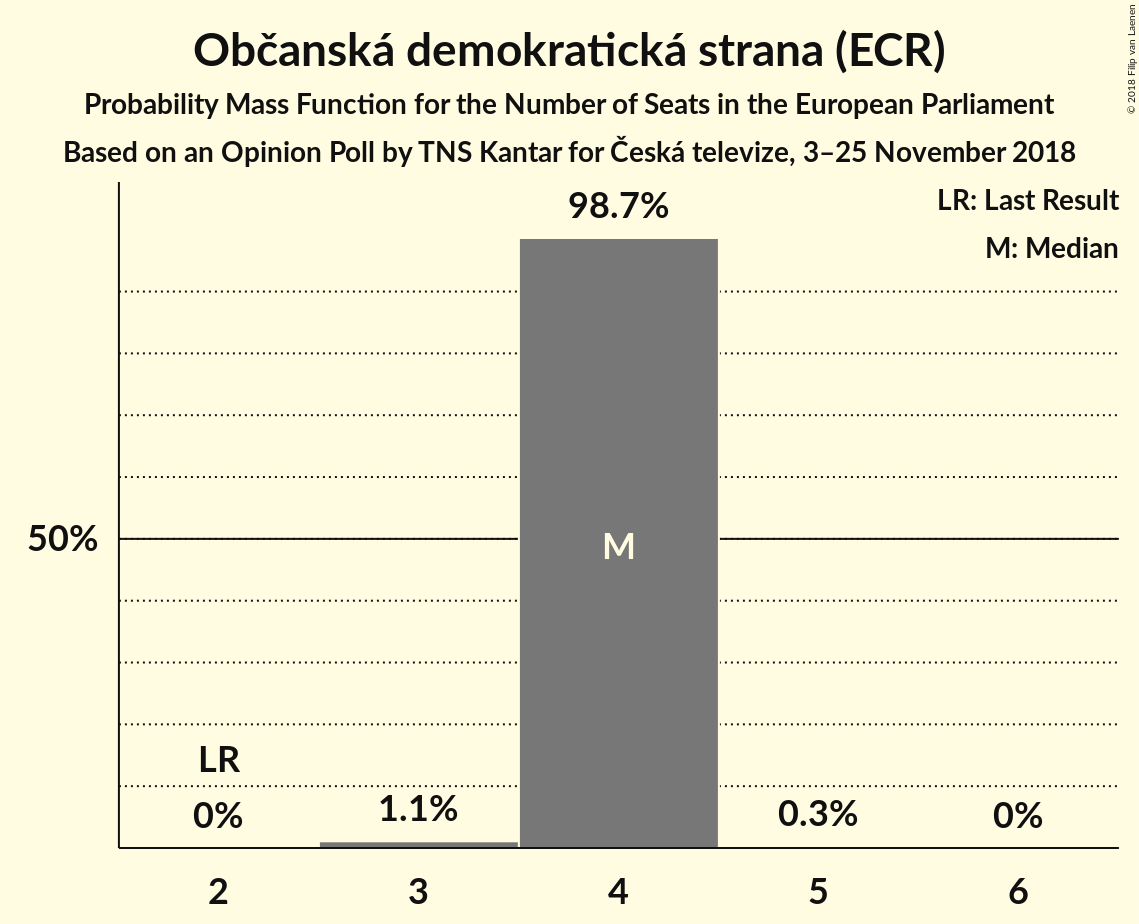 Občanská demokratická strana (ECR)
Probability Mass Function for the Number of Seats in the European Parliament
Based on an Opinion Poll by TNS Kantar for Česká televize, 3–25 November 2018
© 2018 Filip van Laenen
LR: Last Result
M: Median
98.7%
50%
M
LR
0%
1.1%
0.3%
0%
2
3
4
5
6